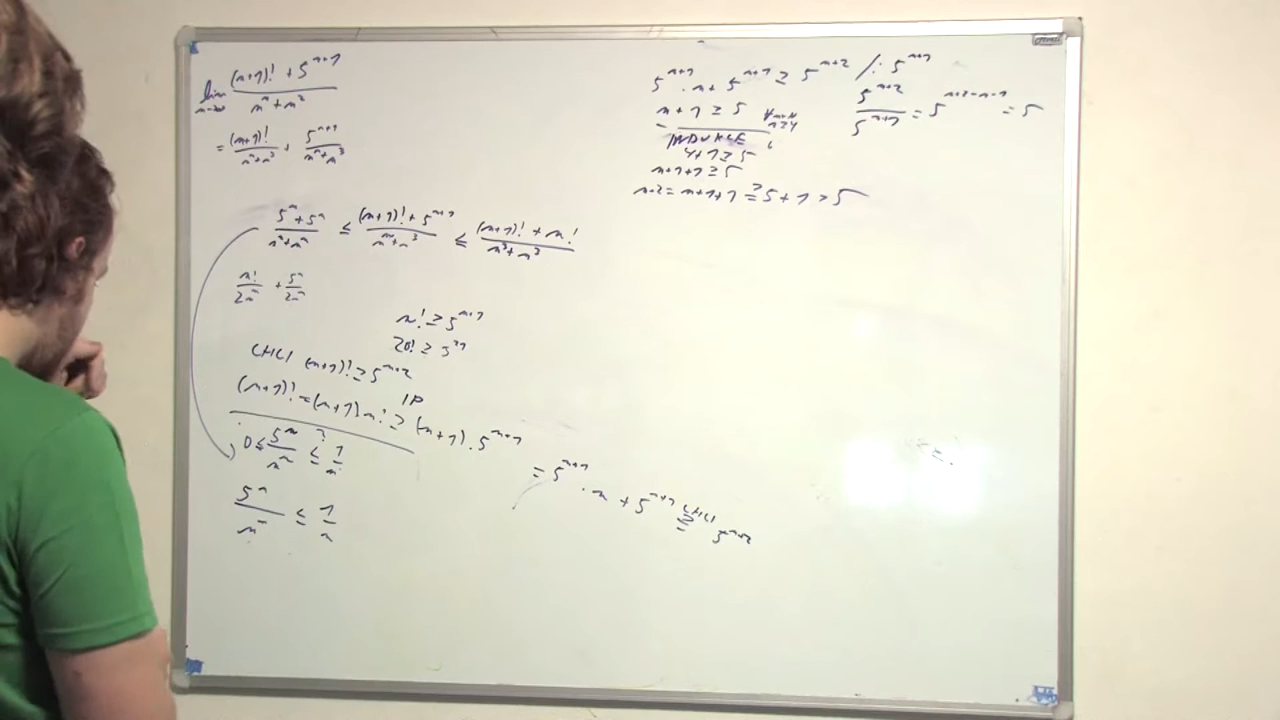 lim n→∞ ((n+1)! + 5^(n+1)) / (n^n + n^2)
= (n+1)! / (n^n + n^3) + 5^(n+1) / (n^n + n^3)
(5^n + 5^n) / (n^n + n^n) ≤ ((n+1)! + 5^(n+1)) / (n^n + n^3) ≤ ((n+1)! + n!) / (n^3 + n^3)
n! / 2n^n + 5^n / 2n^n
n! ≥ 5^(n+1)
20! ≥ 5^21
CHCI (n+1)! ≥ 5^(n+2)
IP
(n+1)! = (n+1) n! ≥ (n+1) · 5^(n+1)
= 5^(n+1) · n + 5^(n+1) ≥ 5^(n+2)
CHCI
0 ≤ 5^n / n^n ≤ 1/n
?
5^n / n^n ≤ 1/n
5^(n+1) · n + 5^(n+1) ≥ 5^(n+2) /: 5^(n+1)
5^(n+2) / 5^(n+1) = 5^(n+2-n-1) = 5
n+1 ≥ 5 ∀n∈N n≥4
INDUKCE
4+1 ≥ 5
n+1+1 ≥ 5
n+2 = n+1+1 ≥ 5+1 > 5